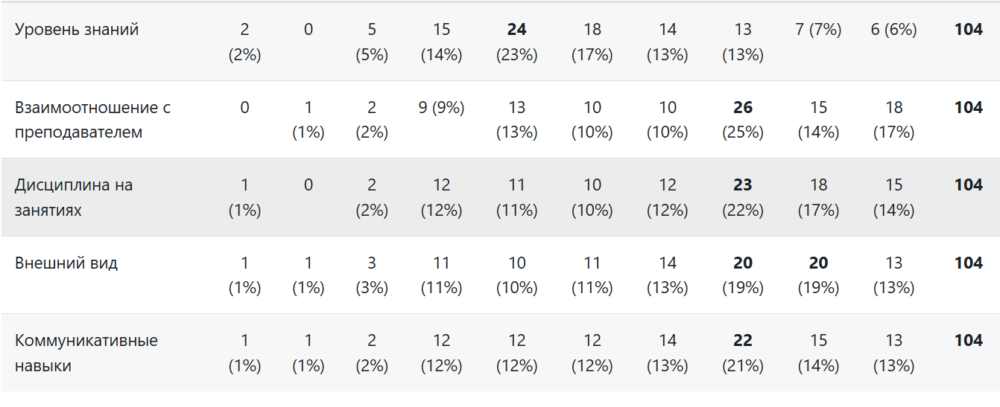 Уровень знаний 2 0 5 15 24 18 14 13 7 (7%) 6 (6%) 104
(2%) (5%) (14%) (23%) (17%) (13%) (13%)
Взаимоотношение с 0 1 2 9 (9%) 13 10 10 26 15 18 104
преподавателем (1%) (2%) (13%) (10%) (10%) (25%) (14%) (17%)
Дисциплина на 1 0 2 12 11 10 12 23 18 15 104
занятиях (1%) (2%) (12%) (11%) (10%) (12%) (22%) (17%) (14%)
Внешний вид 1 1 3 11 10 11 14 20 20 13 104
(1%) (1%) (3%) (11%) (10%) (11%) (13%) (19%) (19%) (13%)
Коммуникативные 1 1 2 12 12 12 14 22 15 13 104
навыки (1%) (1%) (2%) (12%) (12%) (12%) (13%) (21%) (14%) (13%)